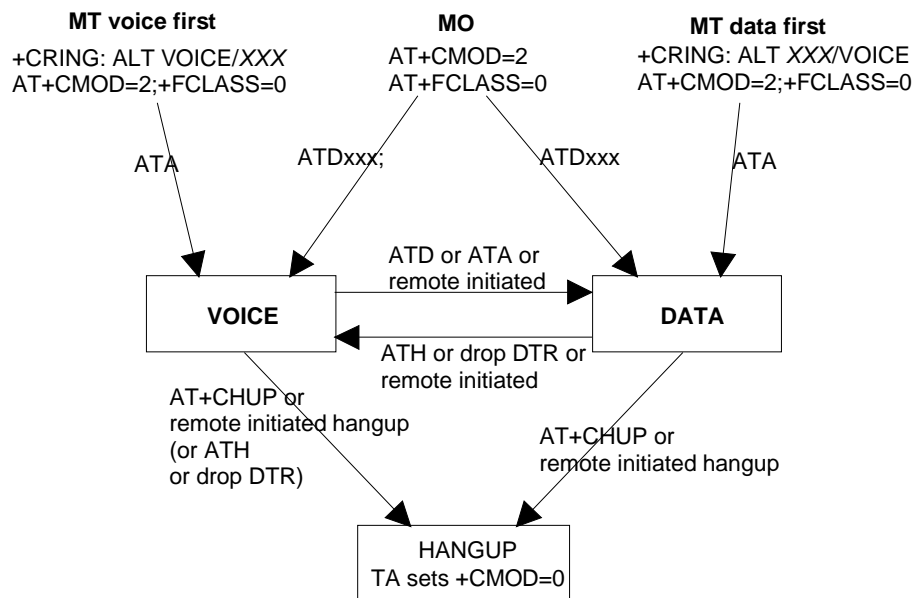 MT voice first
+CRING: ALT VOICE/XXX
AT+CMOD=2;+FCLASS=0
MO
AT+CMOD=2
AT+FCLASS=0
MT data first
+CRING: ALT XXX/VOICE
AT+CMOD=2;+FCLASS=0
ATA
ATDxxx;
ATDxxx
ATA
ATD or ATA or
remote initiated
VOICE
DATA
ATH or drop DTR or
remote initiated
AT+CHUP or
remote initiated hangup
(or ATH
or drop DTR)
AT+CHUP or
remote initiated hangup
HANGUP
TA sets +CMOD=0